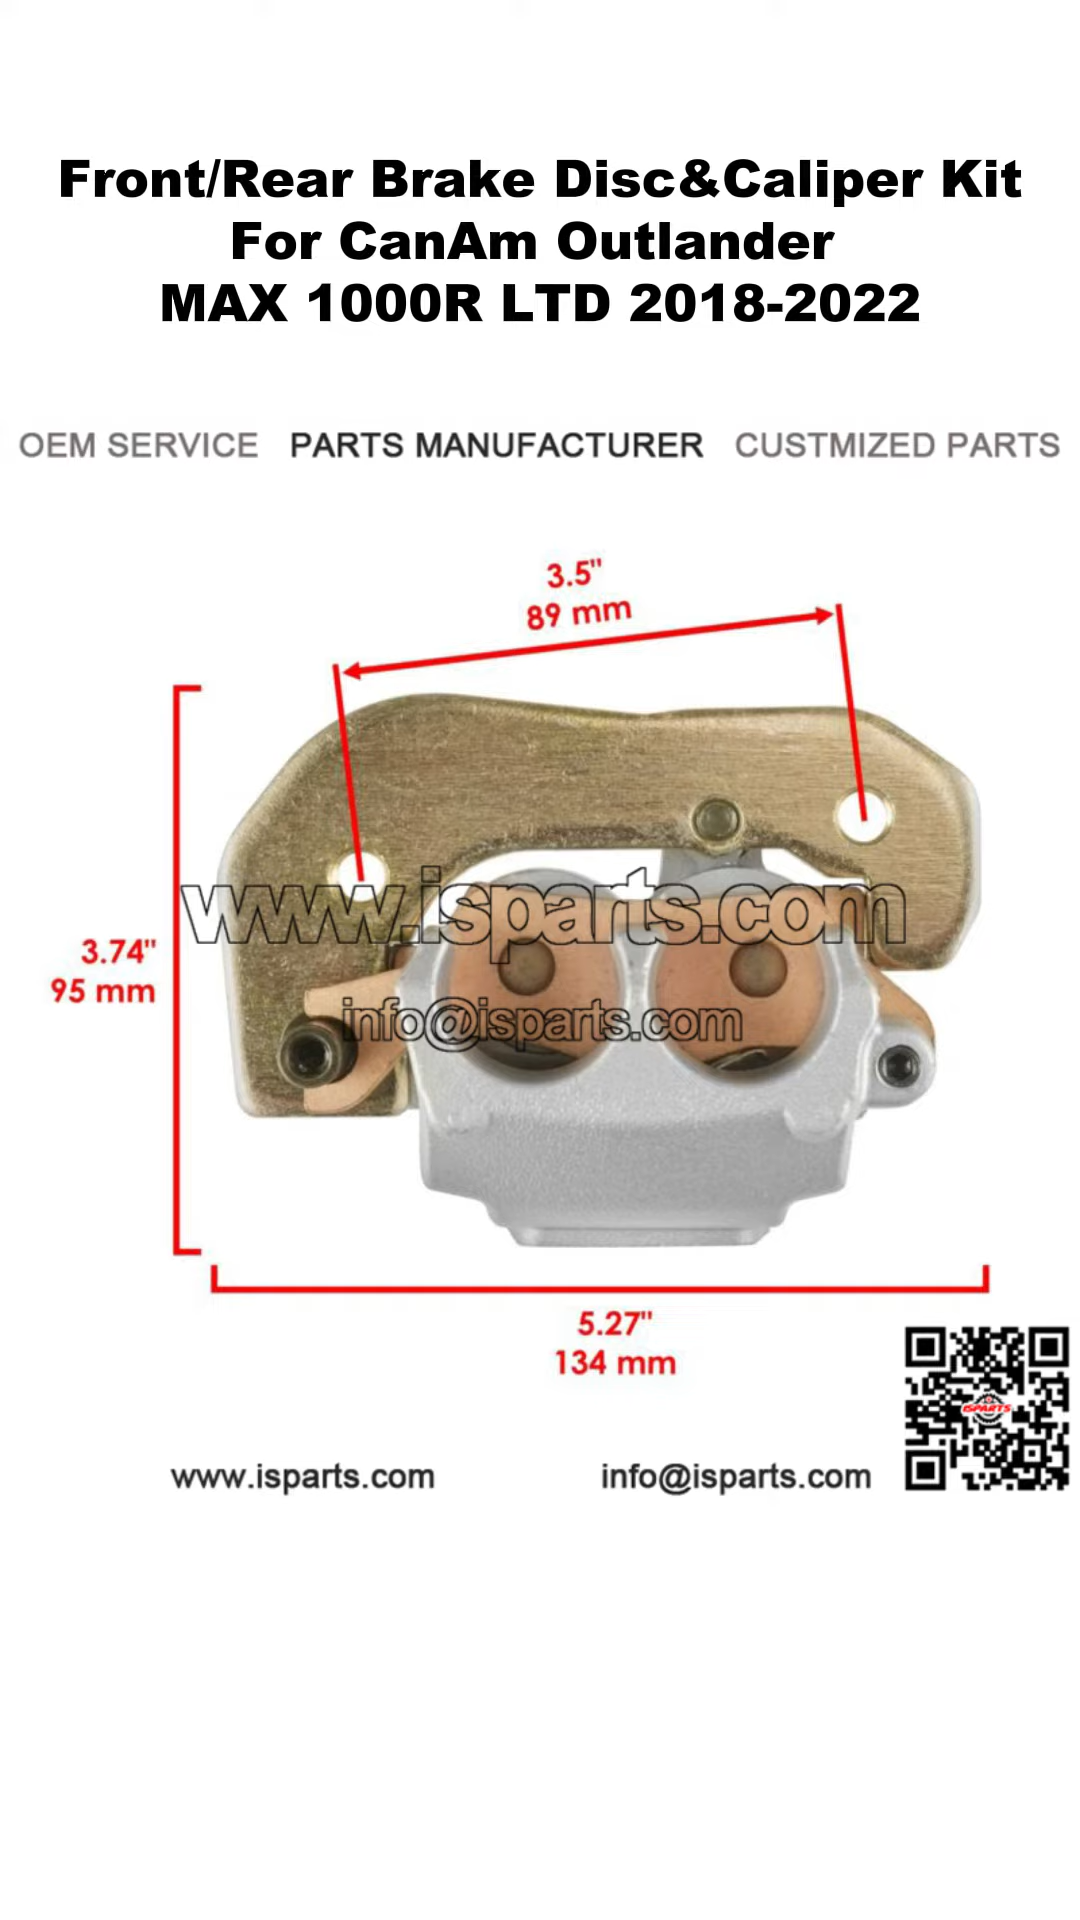 Front/Rear Brake Disc&Caliper Kit
For CanAm Outlander
MAX 1000R LTD 2018-2022
OEM SERVICE PARTS MANUFACTURER CUSTMIZED PARTS
3.5"
89 mm
3.74"
95 mm
www.isparts.com
info@isparts.com
5.27"
134 mm
ISPARTS
www.isparts.com info@isparts.com